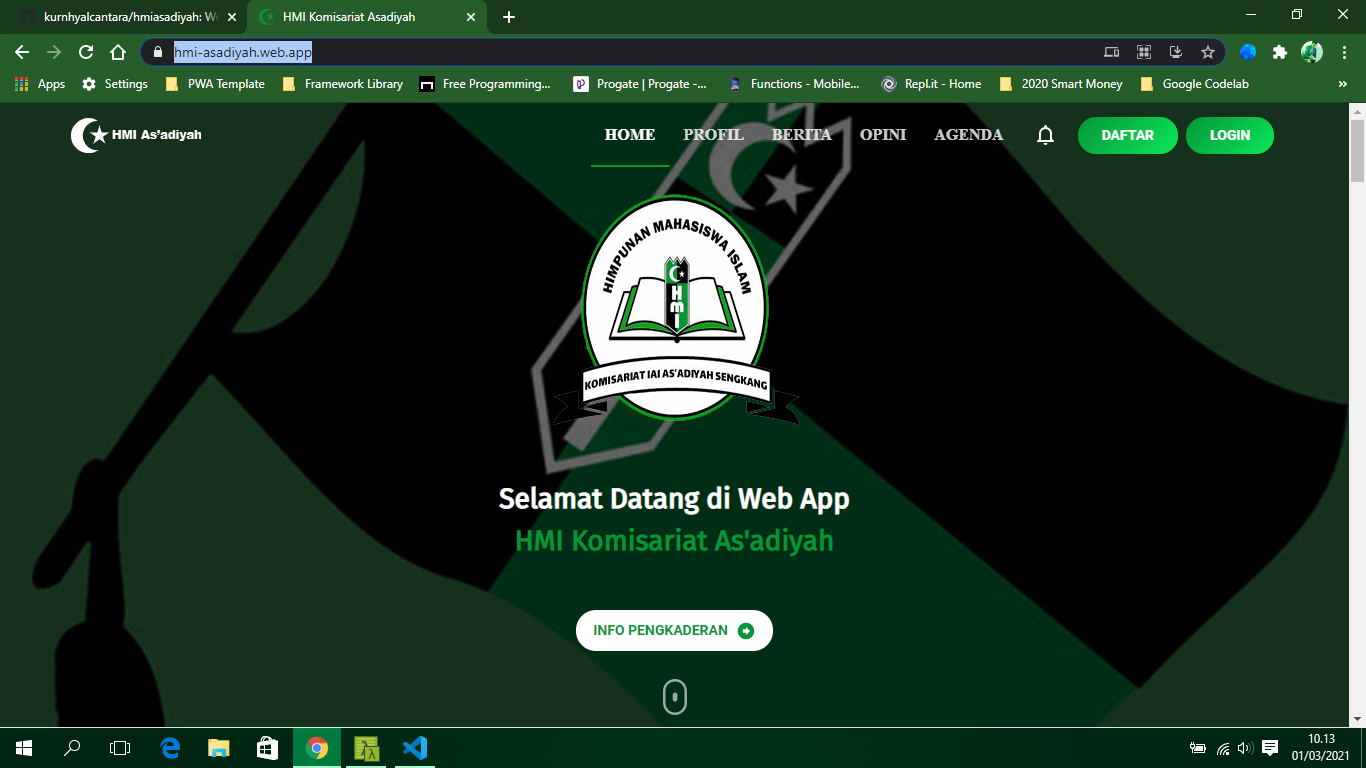 kurnhyalcantara/hmiasadiyah: We
HMI Komisariat Asadiyah
hmi-asadiyah.web.app
Apps
Settings
PWA Template
Framework Library
Free Programming...
Progate | Progate -...
Functions - Mobile...
Repl.it - Home
2020 Smart Money
Google Codelab
»
HMI As'adiyah
HOME
PROFIL
BERITA
OPINI
AGENDA
DAFTAR
LOGIN
HIMPUNAN MAHASISWA ISLAM
HMI
KOMISARIAT IAI AS'ADIYAH SENGKANG
Selamat Datang di Web App
HMI Komisariat As'adiyah
INFO PENGKADERAN
10.13
01/03/2021